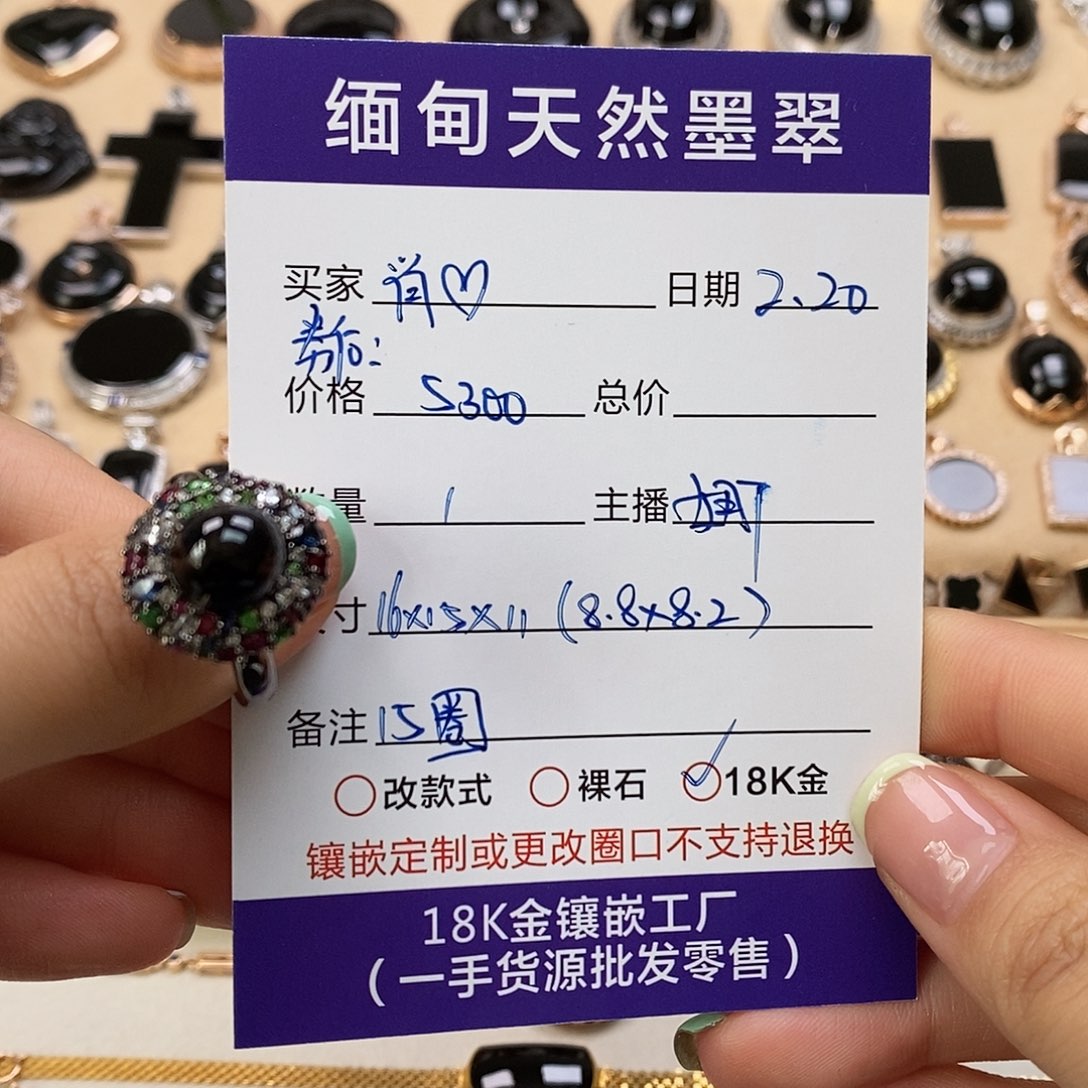 缅甸天然墨翠
买家 肖♡ 日期 2.20
券后:
价格 5300 总价
数量 1 主播
寸 16x15x11 (8.8x8.2)
备注 15圈
改款式 裸石 ✓18K金
镶嵌定制或更改圈口不支持退换
18K金镶嵌工厂
(一手货源批发零售)